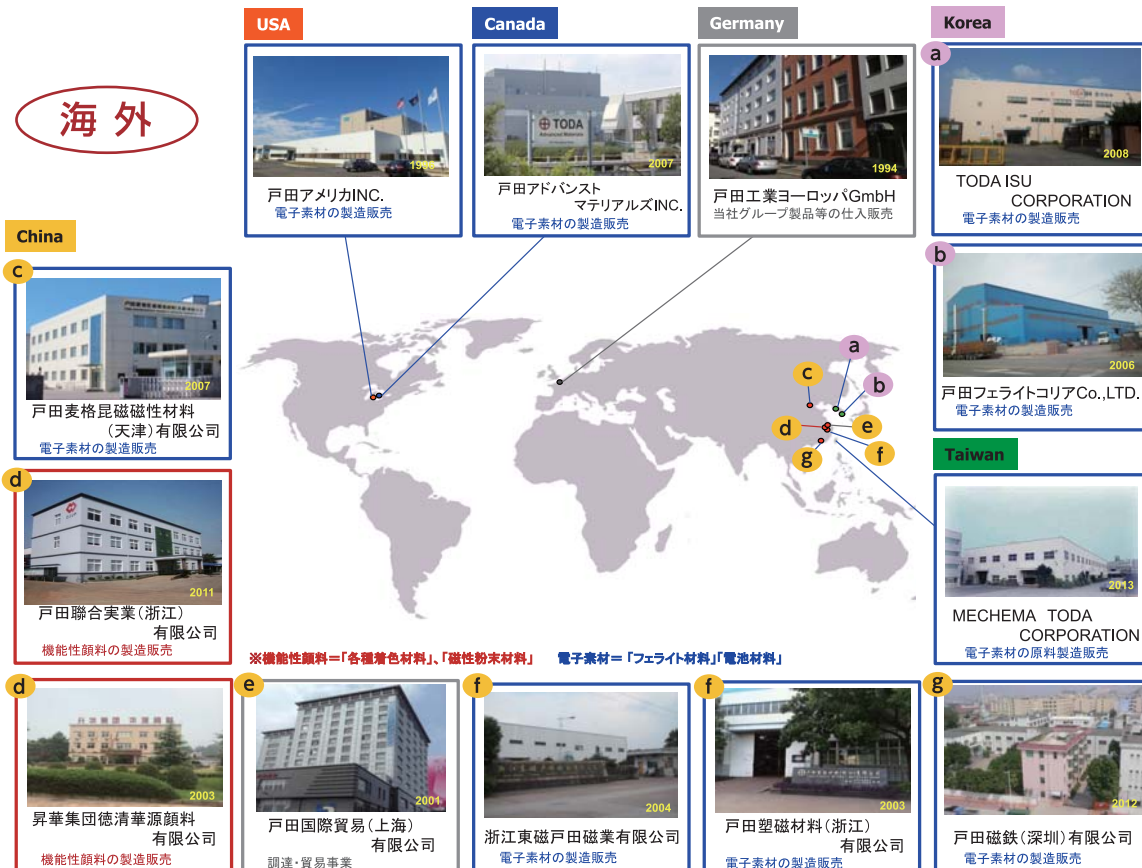 海外
USA
1999
戸田アメリカINC.
電子素材の製造販売
Canada
TODA
Advanced Materials
2007
戸田アドバンスト
マテリアルズINC.
電子素材の製造販売
Germany
1994
戸田工業ヨーロッパGmbH
当社グループ製品等の仕入販売
Korea
a
2008
TODA ISU
CORPORATION
電子素材の製造販売
b
2006
戸田フェライトコリアCo.,LTD.
電子素材の製造販売
China
c
2007
戸田麦格昆磁磁性材料
(天津)有限公司
電子素材の製造販売
d
2011
戸田聯合実業(浙江)
有限公司
機能性顔料の製造販売
a
b
c
d
e
f
g
Taiwan
2013
MECHEMA TODA
CORPORATION
電子素材の原料製造販売
※機能性顔料=「各種着色材料」、「磁性粉末材料」 電子素材=「フェライト材料」「電池材料」
d
2003
昇華集団徳清華源顔料
有限公司
機能性顔料の製造販売
e
2001
戸田国際貿易(上海)
有限公司
調達・貿易事業
f
2004
浙江東磁戸田磁業有限公司
電子素材の製造販売
f
2003
戸田塑磁材料(浙江)
有限公司
電子素材の製造販売
g
2012
戸田磁鉄(深圳)有限公司
電子素材の製造販売